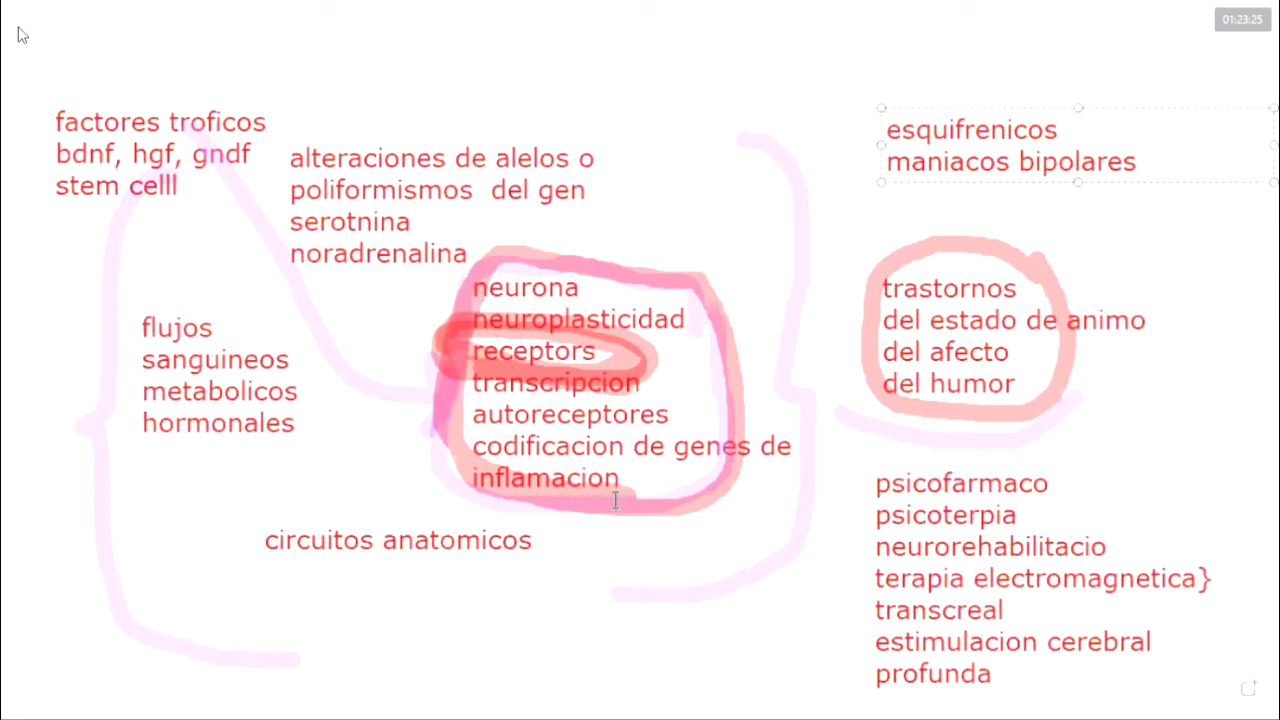 01:23:25
factores troficos
bdnf, hgf, gndf
stem celll
alteraciones de alelos o
poliformismos  del gen
serotnina
noradrenalina
flujos
sanguineos
metabolicos
hormonales
neurona
neuroplasticidad
receptors
transcripcion
autoreceptores
codificacion de genes de
inflamacion
circuitos anatomicos
esquifrenicos
maniacos bipolares
trastornos
del estado de animo
del afecto
del humor
psicofarmaco
psicoterpia
neurorehabilitacio
terapia electromagnetica}
transcreal
estimulacion cerebral
profunda